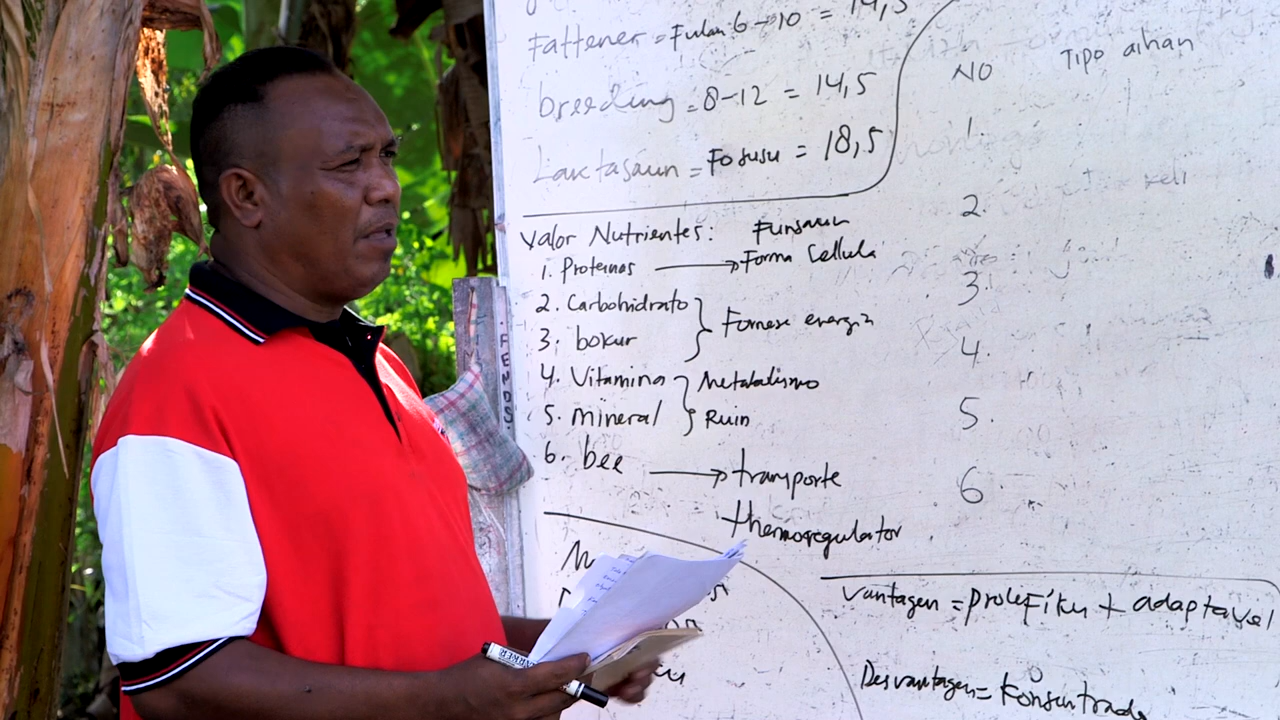 Fattener = Fulan 6-10 = 14,5
breeding = 8-12 = 14,5
Laktasaun = Fo susu = 18,5
Valor Nutrientes: Funsaun
1. Proteinas → Forma Cellula
2. Carbohidrato
3. bokur } Fornese energia
4. Vitamina } Metabalismo
5. Mineral Ruin
6. bee → transporte
thermoregulator
NO Tipo aihan
1.
2.
3.
4.
5.
6.
vantagen = prolefiku + adaptavel
Desvantagen = Konsentrado
FENDS